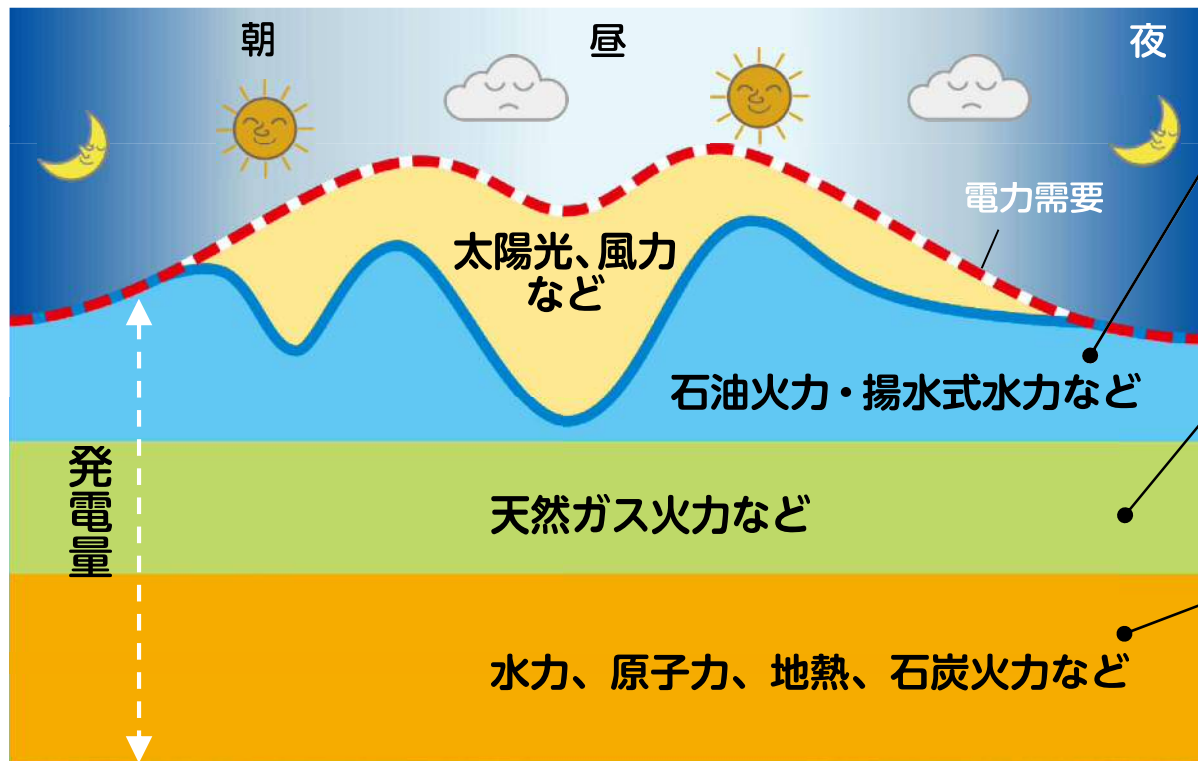 朝
昼
夜
電力需要
太陽光、風力
など
石油火力・揚水式水力など
発電量
天然ガス火力など
水力、原子力、地熱、石炭火力など